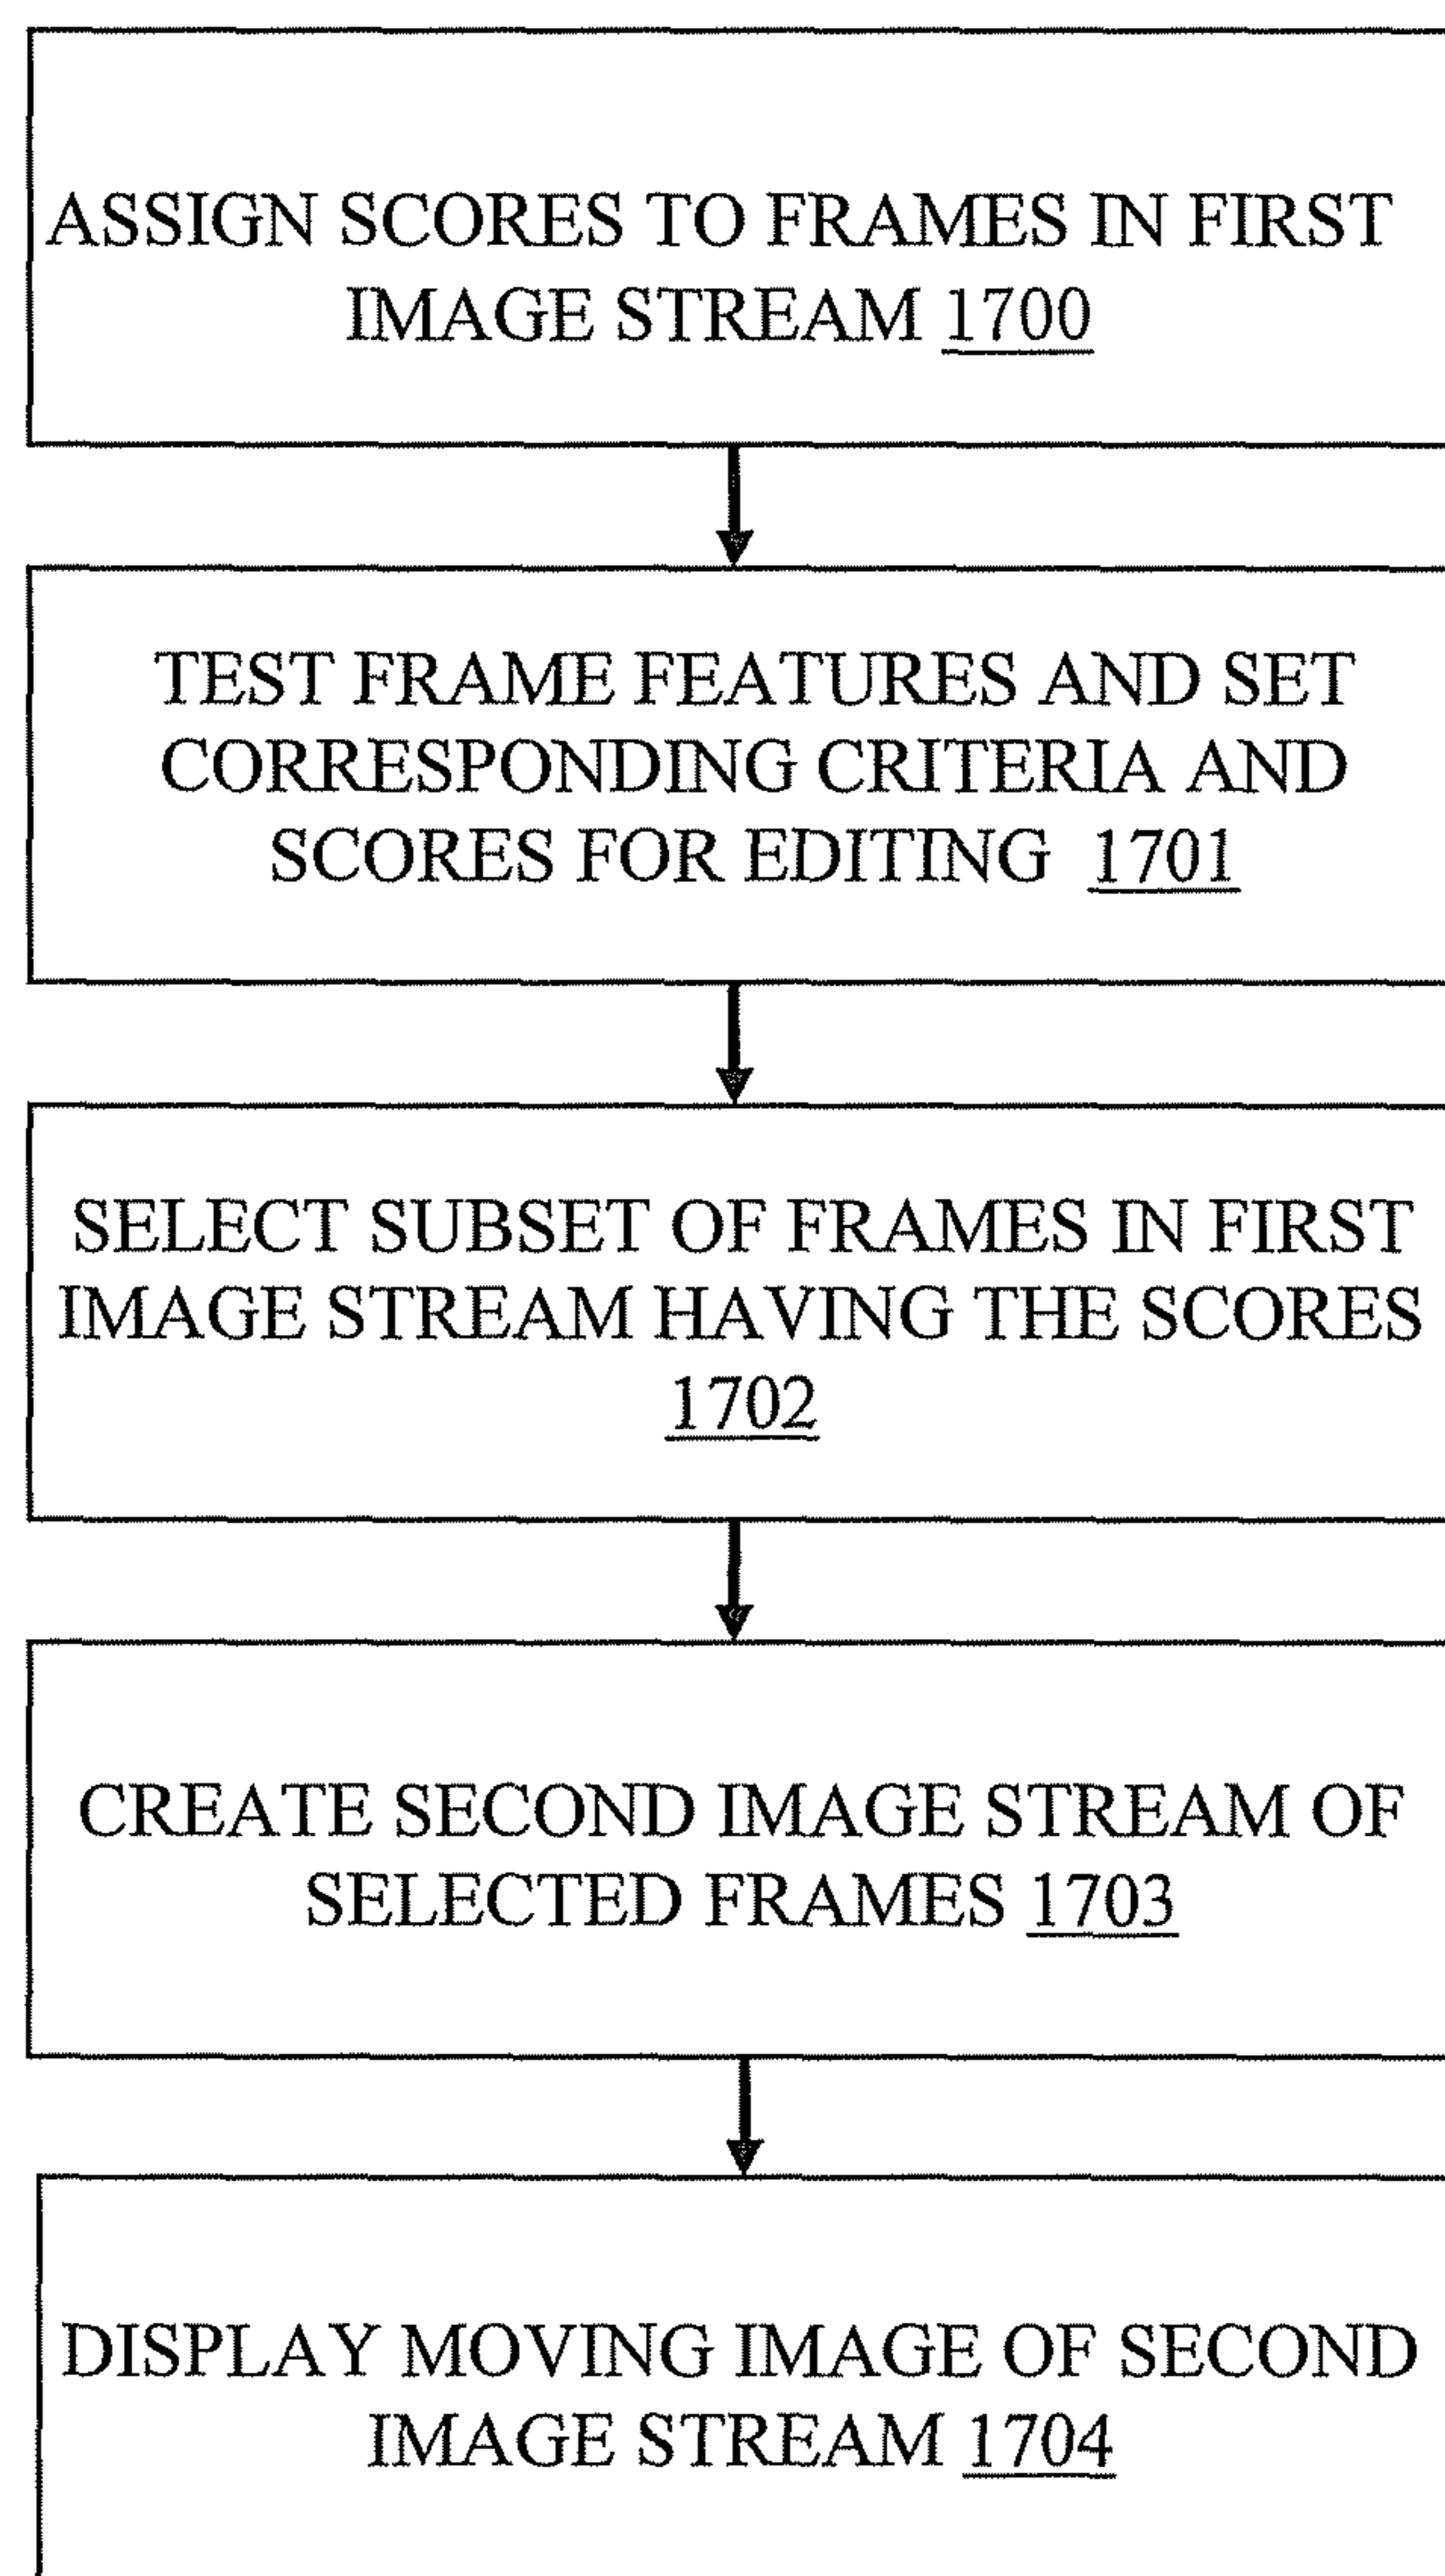 ASSIGN SCORES TO FRAMES IN FIRST
IMAGE STREAM 1700
TEST FRAME FEATURES AND SET
CORRESPONDING CRITERIA AND
SCORES FOR EDITING 1701
SELECT SUBSET OF FRAMES IN FIRST
IMAGE STREAM HAVING THE SCORES
1702
CREATE SECOND IMAGE STREAM OF
SELECTED FRAMES 1703
DISPLAY MOVING IMAGE OF SECOND
IMAGE STREAM 1704